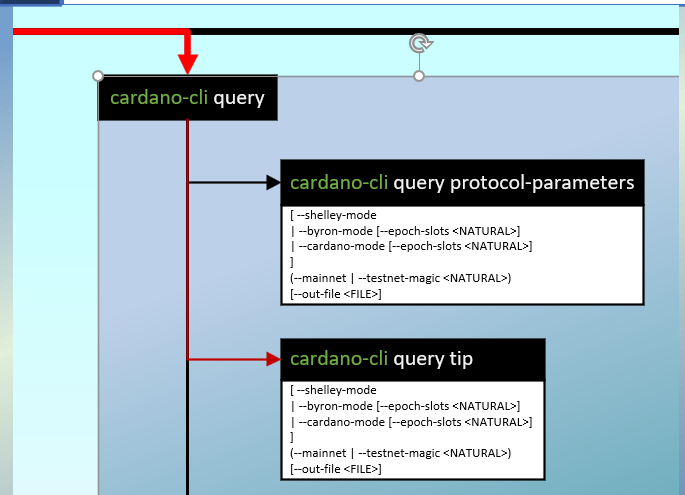 cardano-cli query
cardano-cli query protocol-parameters
[ --shelley-mode
| --byron-mode [--epoch-slots <NATURAL>]
| --cardano-mode [--epoch-slots <NATURAL>]
]
(--mainnet | --testnet-magic <NATURAL>)
[--out-file <FILE>]
cardano-cli query tip
[ --shelley-mode
| --byron-mode [--epoch-slots <NATURAL>]
| --cardano-mode [--epoch-slots <NATURAL>]
]
(--mainnet | --testnet-magic <NATURAL>)
[--out-file <FILE>]